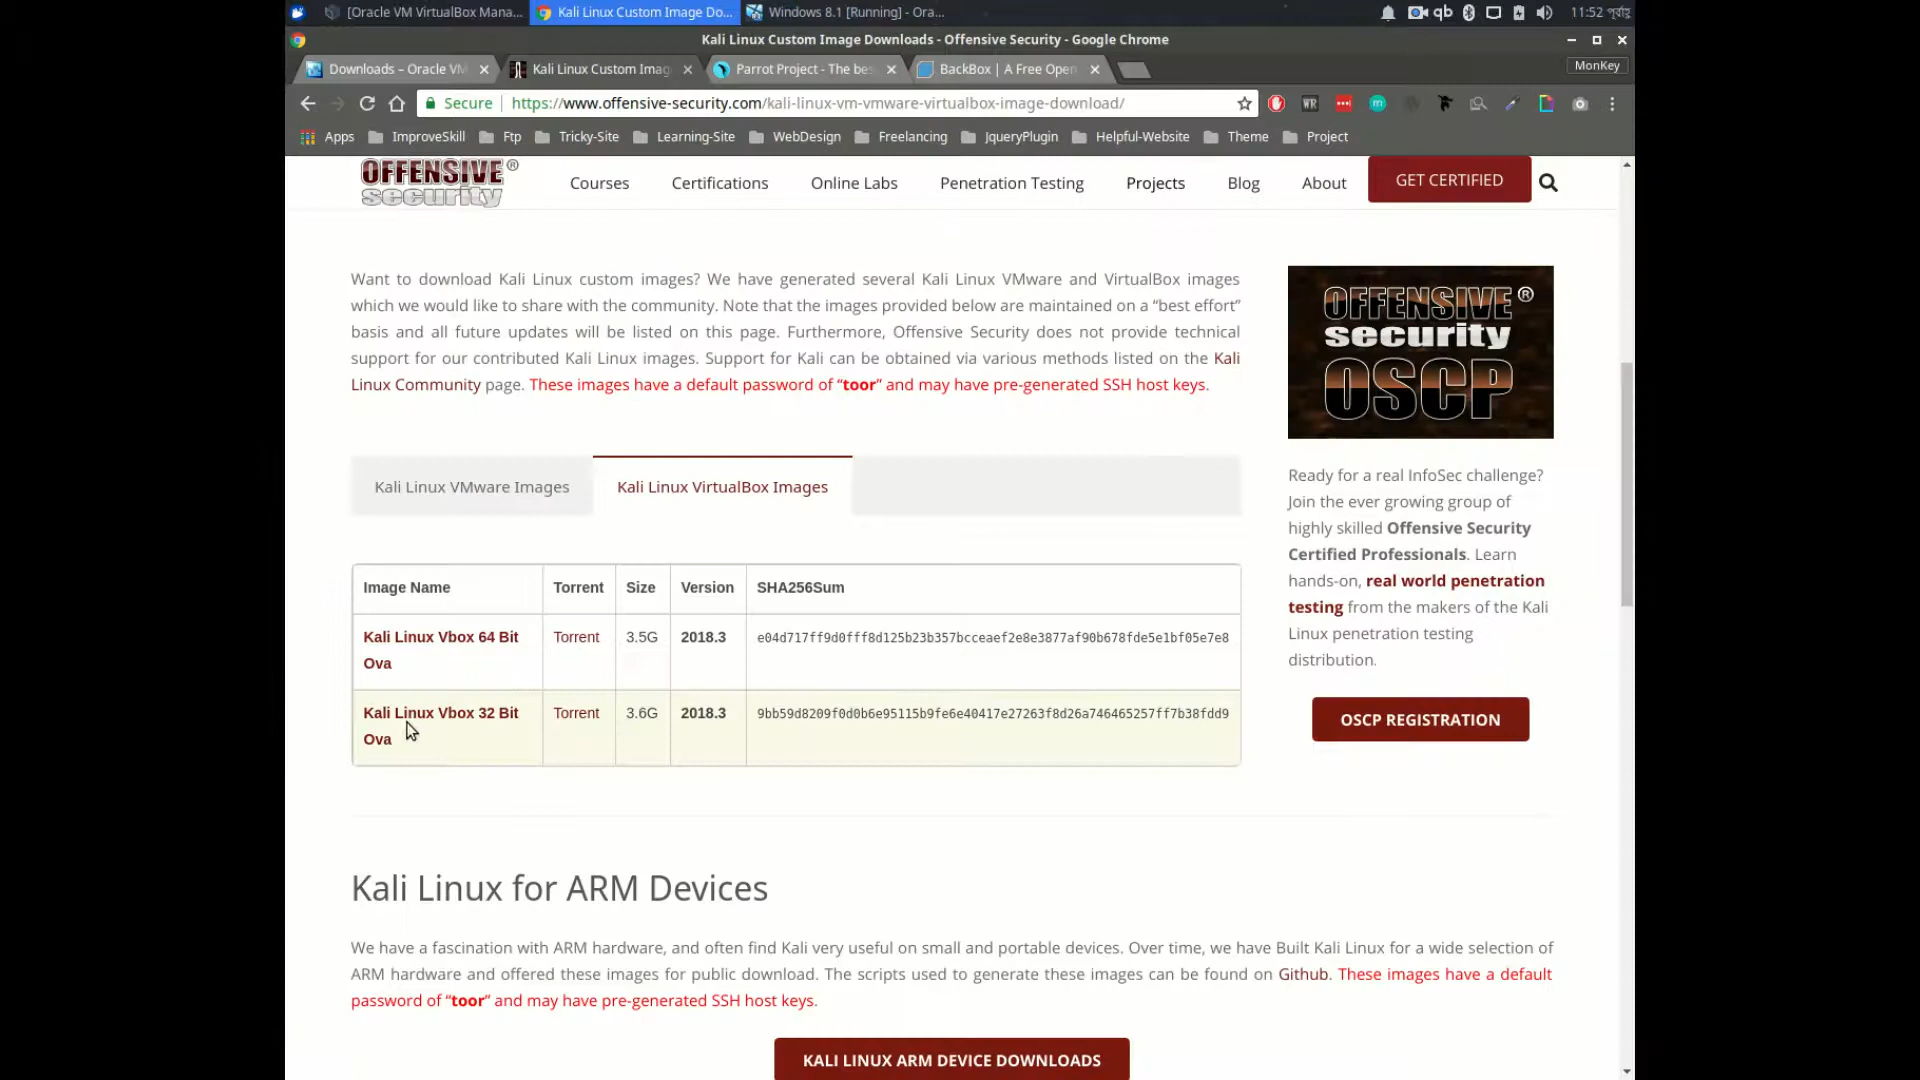 [Oracle VM VirtualBox Mana... Kali Linux Custom Image Do... Windows 8.1 [Running] - Ora... qb 11:52 পূর্বাহ্ণ
Kali Linux Custom Image Downloads - Offensive Security - Google Chrome
Downloads – Oracle VM Kali Linux Custom Imag Parrot Project - The bes BackBox | A Free Open MonKey
Secure https://www.offensive-security.com/kali-linux-vm-vmware-virtualbox-image-download/ WR m
Apps ImproveSkill Ftp Tricky-Site Learning-Site WebDesign Freelancing JqueryPlugin Helpful-Website Theme Project
OFFENSIVE®
security
Courses Certifications Online Labs Penetration Testing Projects Blog About GET CERTIFIED
Want to download Kali Linux custom images? We have generated several Kali Linux VMware and VirtualBox images
which we would like to share with the community. Note that the images provided below are maintained on a “best effort”
basis and all future updates will be listed on this page. Furthermore, Offensive Security does not provide technical
support for our contributed Kali Linux images. Support for Kali can be obtained via various methods listed on the Kali
Linux Community page. These images have a default password of “toor” and may have pre-generated SSH host keys.
Kali Linux VMware Images Kali Linux VirtualBox Images
Image Name Torrent Size Version SHA256Sum
Kali Linux Vbox 64 Bit Torrent 3.5G 2018.3 e04d717ff9d0fff8d125b23b357bcceaef2e8e3877af90b678fde5e1bf05e7e8
Ova
Kali Linux Vbox 32 Bit Torrent 3.6G 2018.3 9bb59d8209f0d0b6e95115b9fe6e40417e27263f8d26a746465257ff7b38fdd9
Ova
OFFENSIVE®
security
OSCP
Ready for a real InfoSec challenge?
Join the ever growing group of
highly skilled Offensive Security
Certified Professionals. Learn
hands-on, real world penetration
testing from the makers of the Kali
Linux penetration testing
distribution.
OSCP REGISTRATION
Kali Linux for ARM Devices
We have a fascination with ARM hardware, and often find Kali very useful on small and portable devices. Over time, we have Built Kali Linux for a wide selection of
ARM hardware and offered these images for public download. The scripts used to generate these images can be found on Github. These images have a default
password of “toor” and may have pre-generated SSH host keys.
KALI LINUX ARM DEVICE DOWNLOADS